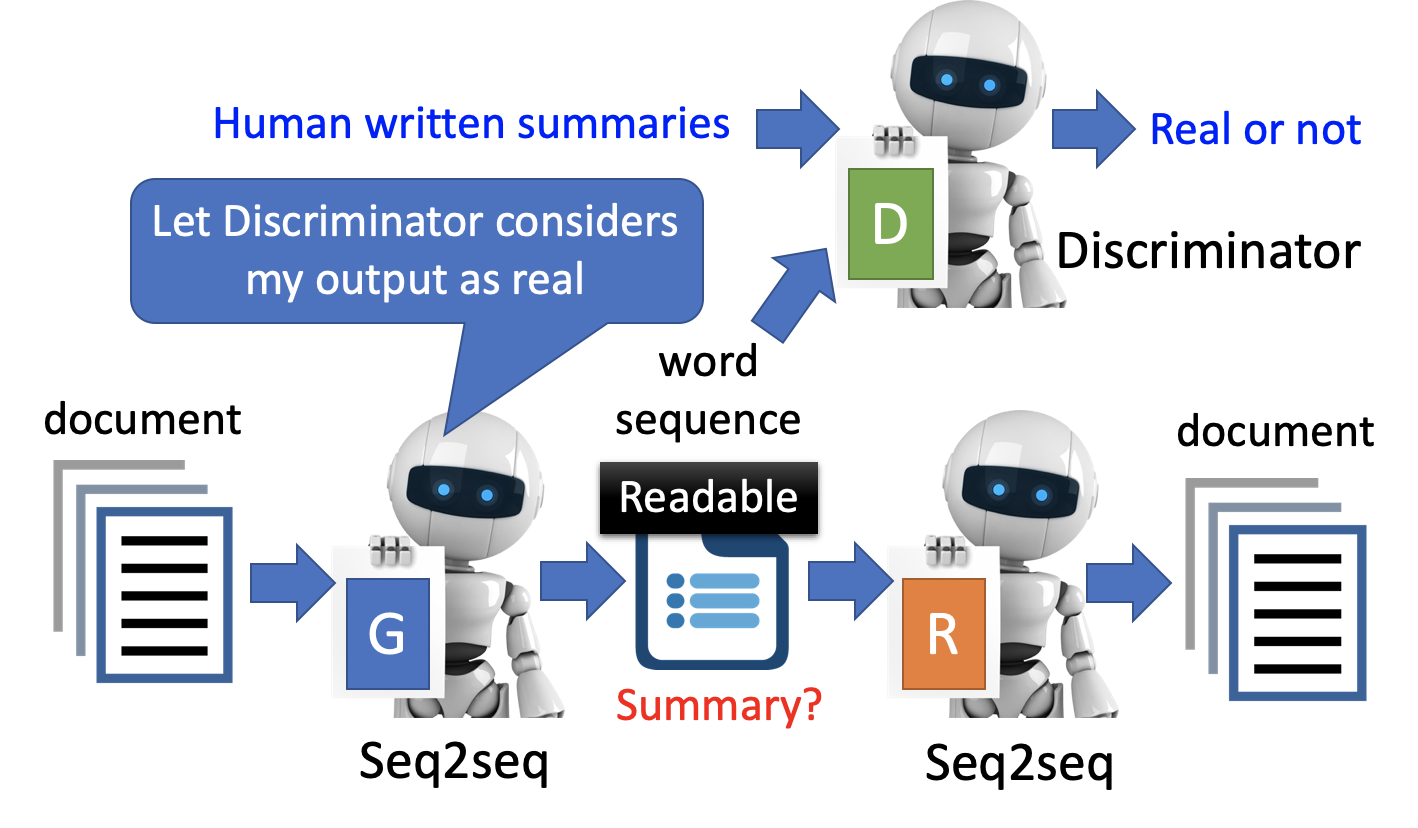 Human written summaries
Real or not
Let Discriminator considers
my output as real
D
Discriminator
word
sequence
document
document
Readable
G
R
Summary?
Seq2seq
Seq2seq